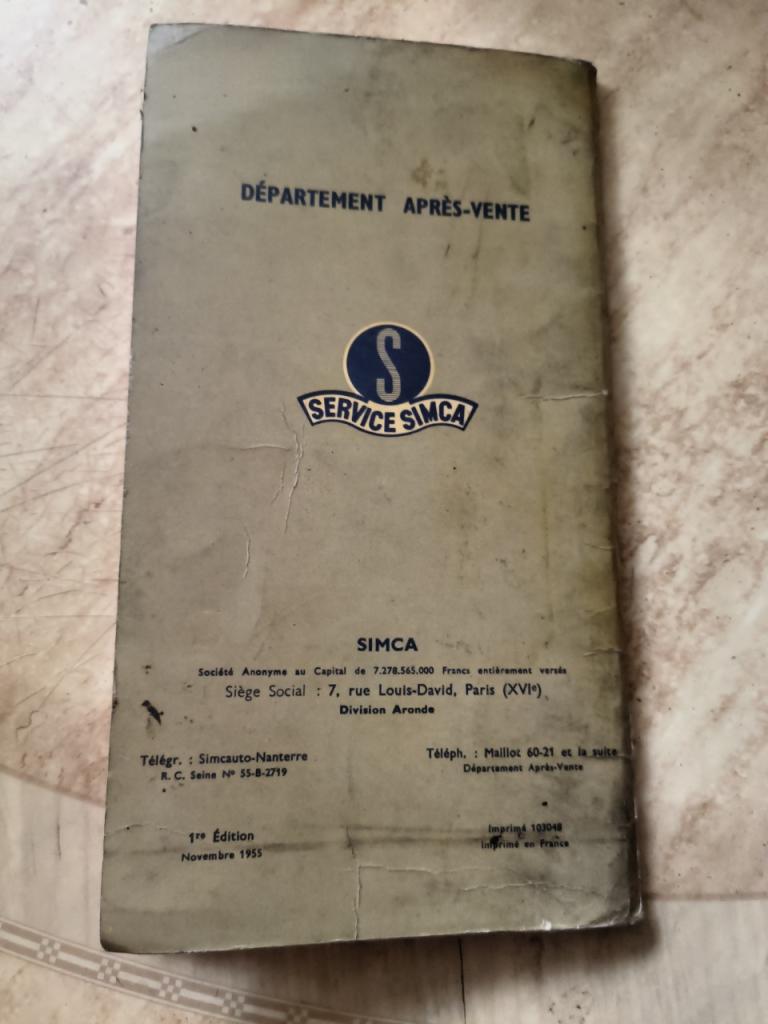 DÉPARTEMENT APRÈS-VENTE
S
SERVICE SIMCA
SIMCA
Société Anonyme au Capital de 7.278.565.000 Francs entièrement versés
Siège Social : 7, rue Louis-David, Paris (XVIe)
Division Aronde
Télégr. : Simcauto-Nanterre
R. C. Seine No 55-B-2719
Téléph. : Maillot 60-21 et la suite
Département Après-Vente
1re Édition
Novembre 1955
Imprimé 103048
Imprimé en France